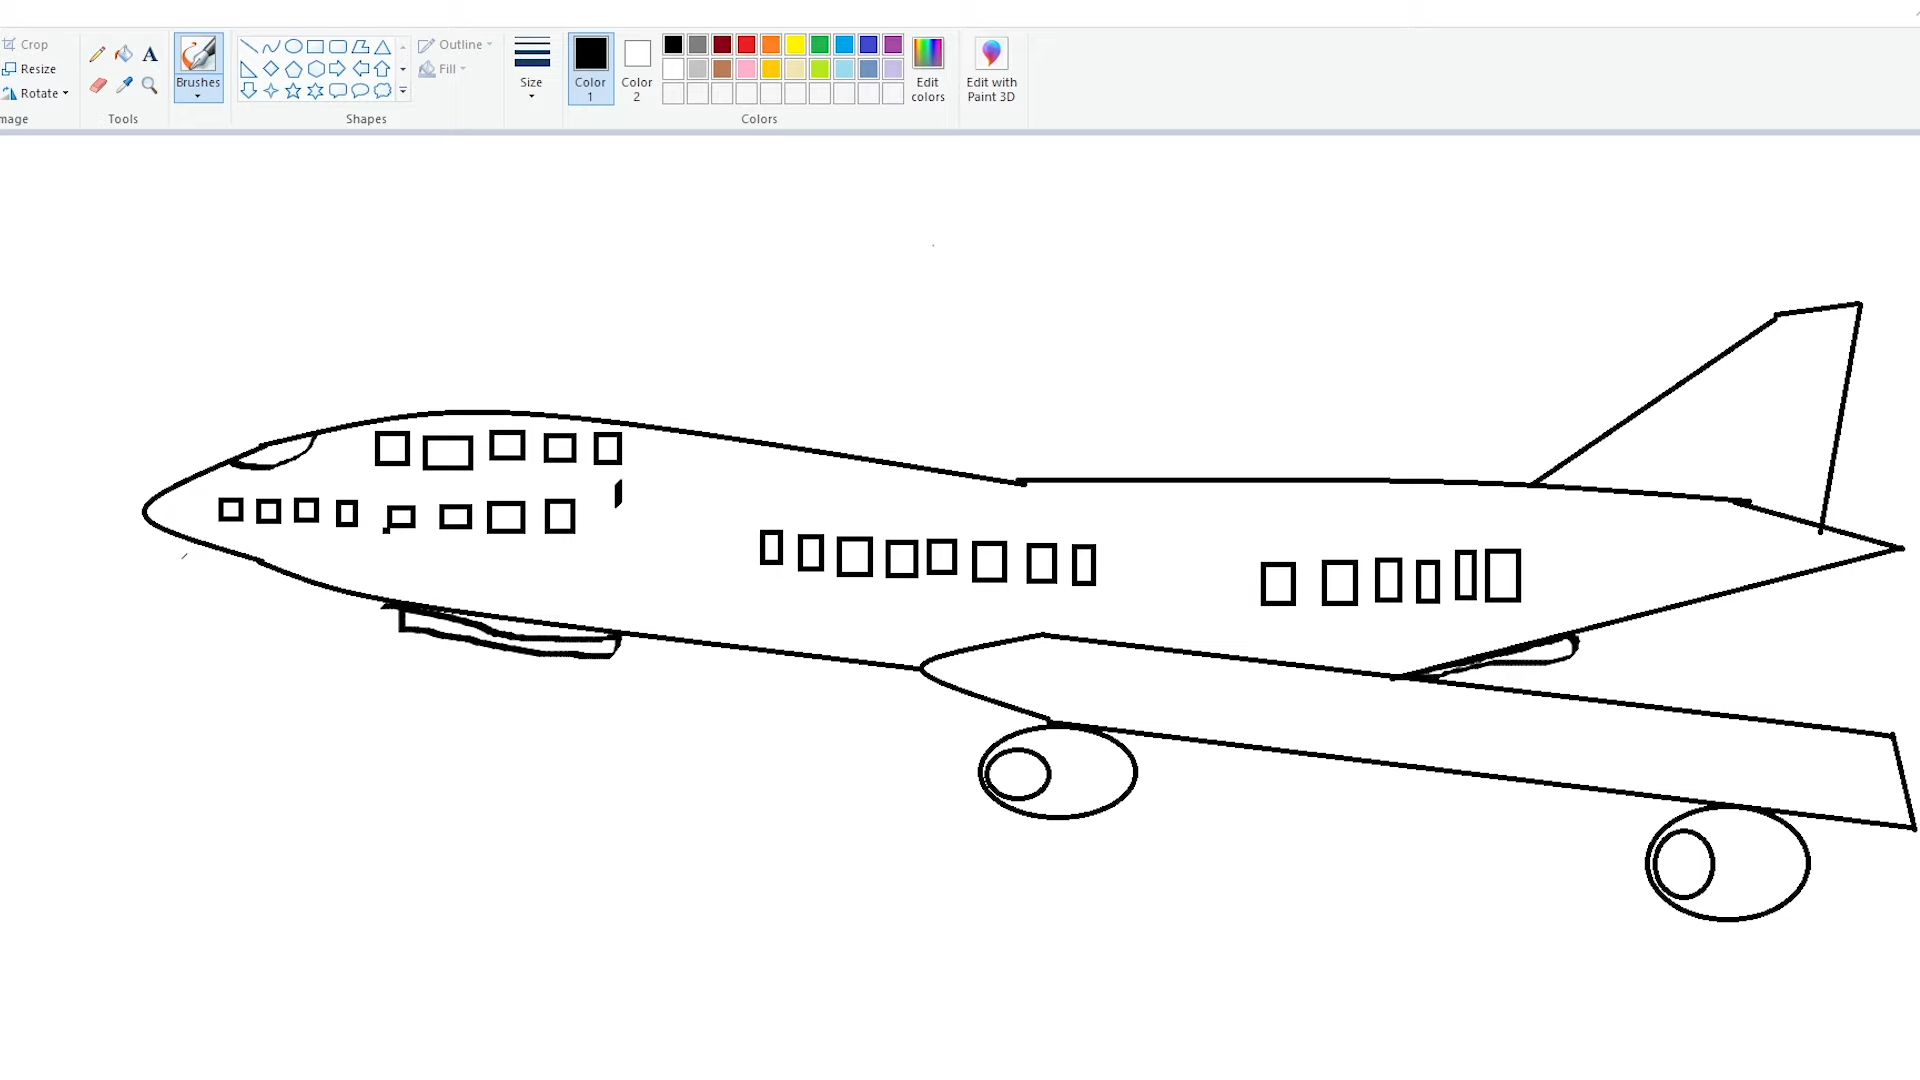 Crop
Resize
Rotate
mage
A
Tools
Brushes
Shapes
Outline
Fill
Size
Color
1
Color
2
Edit
colors
Colors
Edit with
Paint 3D